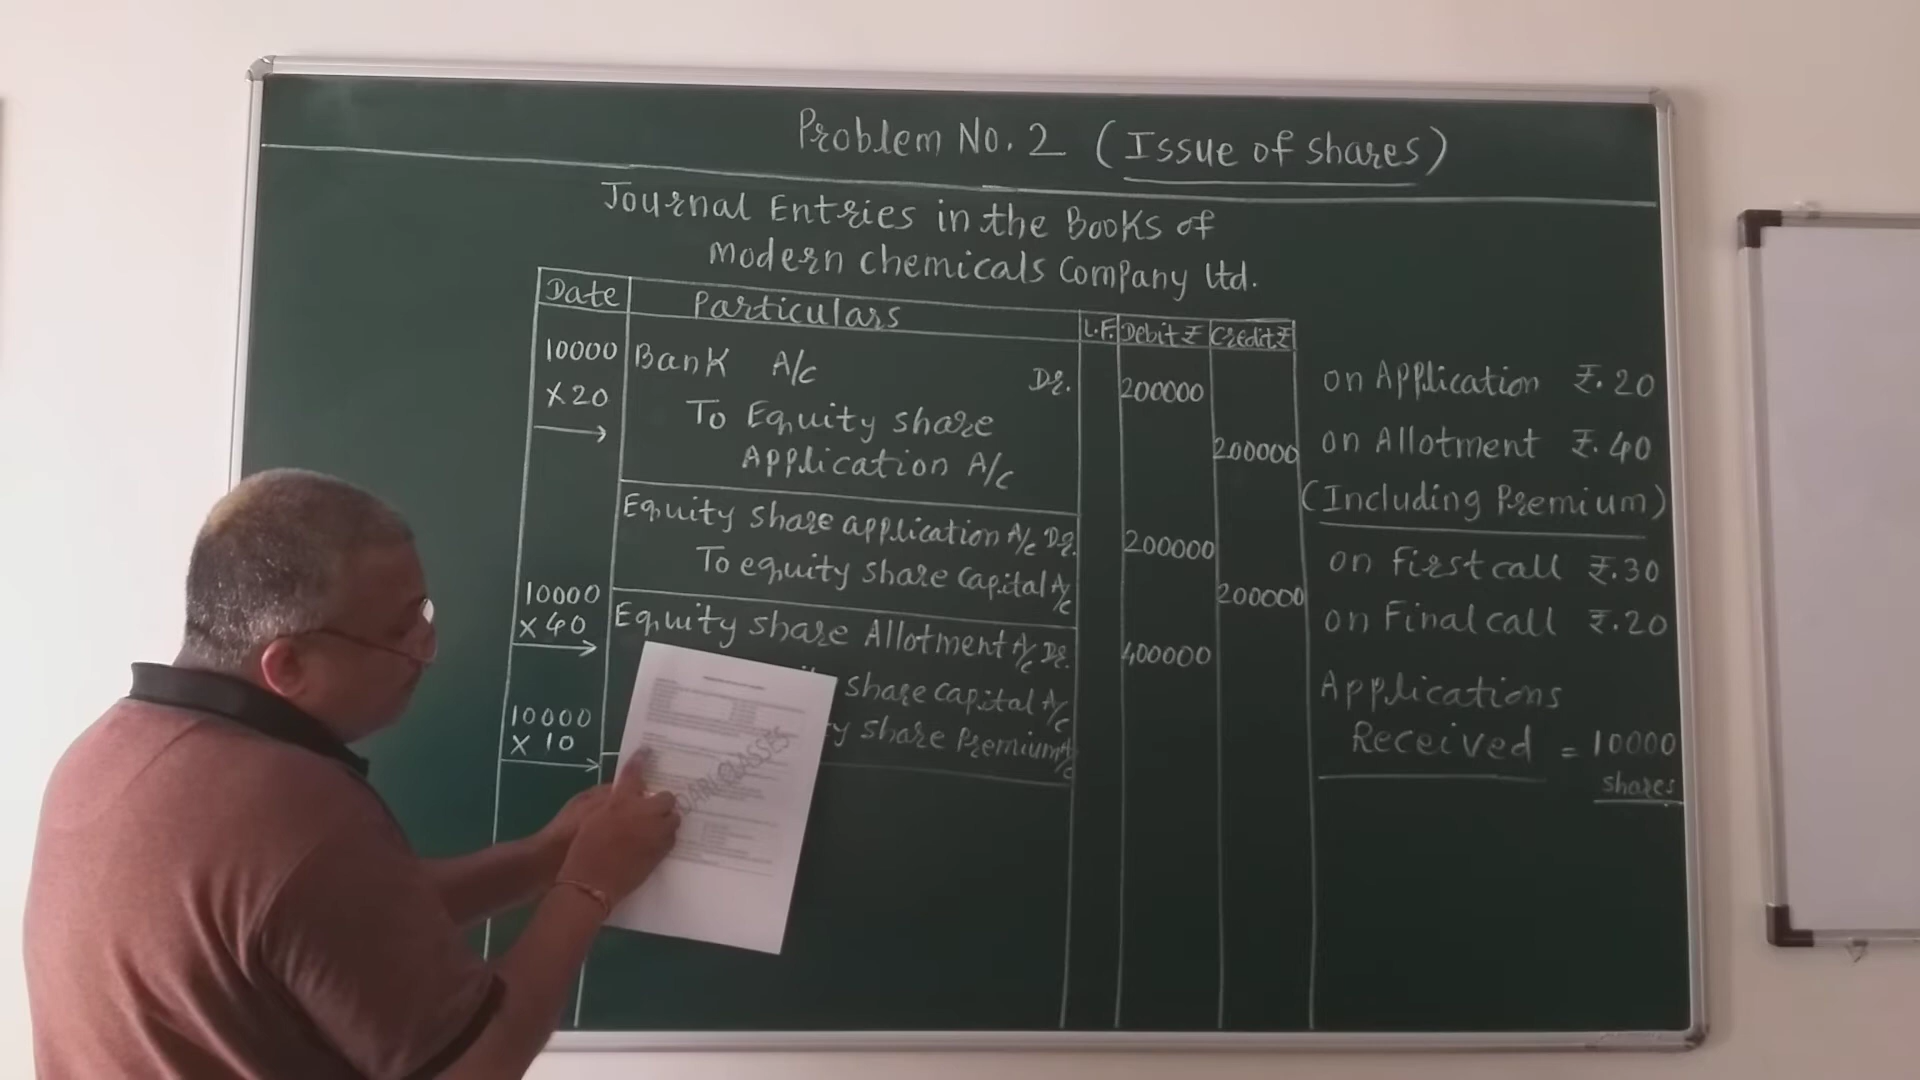 Problem No. 2 (Issue of shares)
Journal Entries in the Books of
Modern Chemicals Company Ltd.
Date Particulars L.F. Debit ₹ Credit ₹
10000 Bank A/c Dr. 200000
X 20 To Equity share 200000
Application A/c
Equity share application A/c Dr. 200000
To equity share capital A/c 200000
10000 Equity share Allotment A/c Dr. 400000
X 40
share capital A/c
10000 share Premium A/c
X 10
on Application ₹. 20
on Allotment ₹. 40
(Including Premium)
on First call ₹. 30
on Final call ₹. 20
Applications
Received = 10000
shares
CLASSES